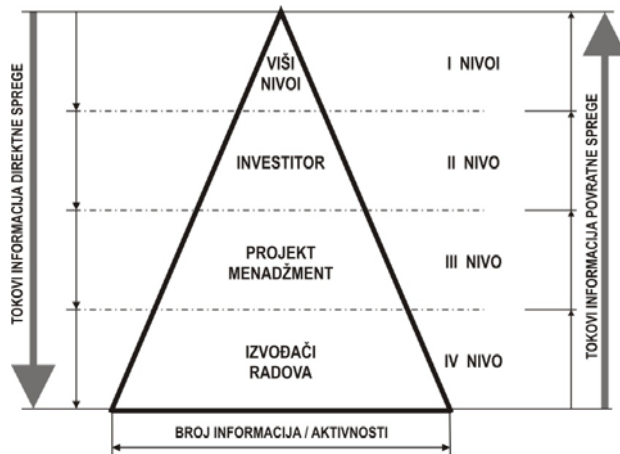 TOKOVI INFORMACIJA DIREKTNE SPREGE
VIŠI
NIVOI
I NIVOI
INVESTITOR
II NIVO
PROJEKT
MENADŽMENT
III NIVO
IZVOĐAČI
RADOVA
IV NIVO
TOKOVI INFORMACIJA POVRATNE SPREGE
BROJ INFORMACIJA / AKTIVNOSTI